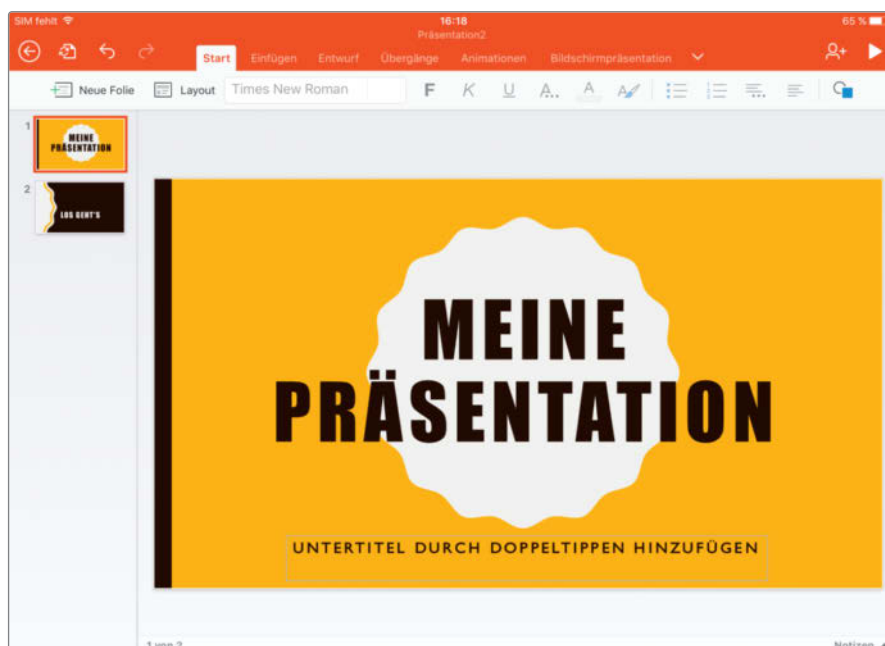 SIM fehlt 16:18 65 %
Präsentation2
Start Einfügen Entwurf Übergänge Animationen Bildschirmpräsentation
Neue Folie Layout Times New Roman F K U A.. A A
1
MEINE
PRÄSENTATION
2
LOS GEHT'S
MEINE
PRÄSENTATION
UNTERTITEL DURCH DOPPELTIPPEN HINZUFÜGEN
1 von 2 Notizen